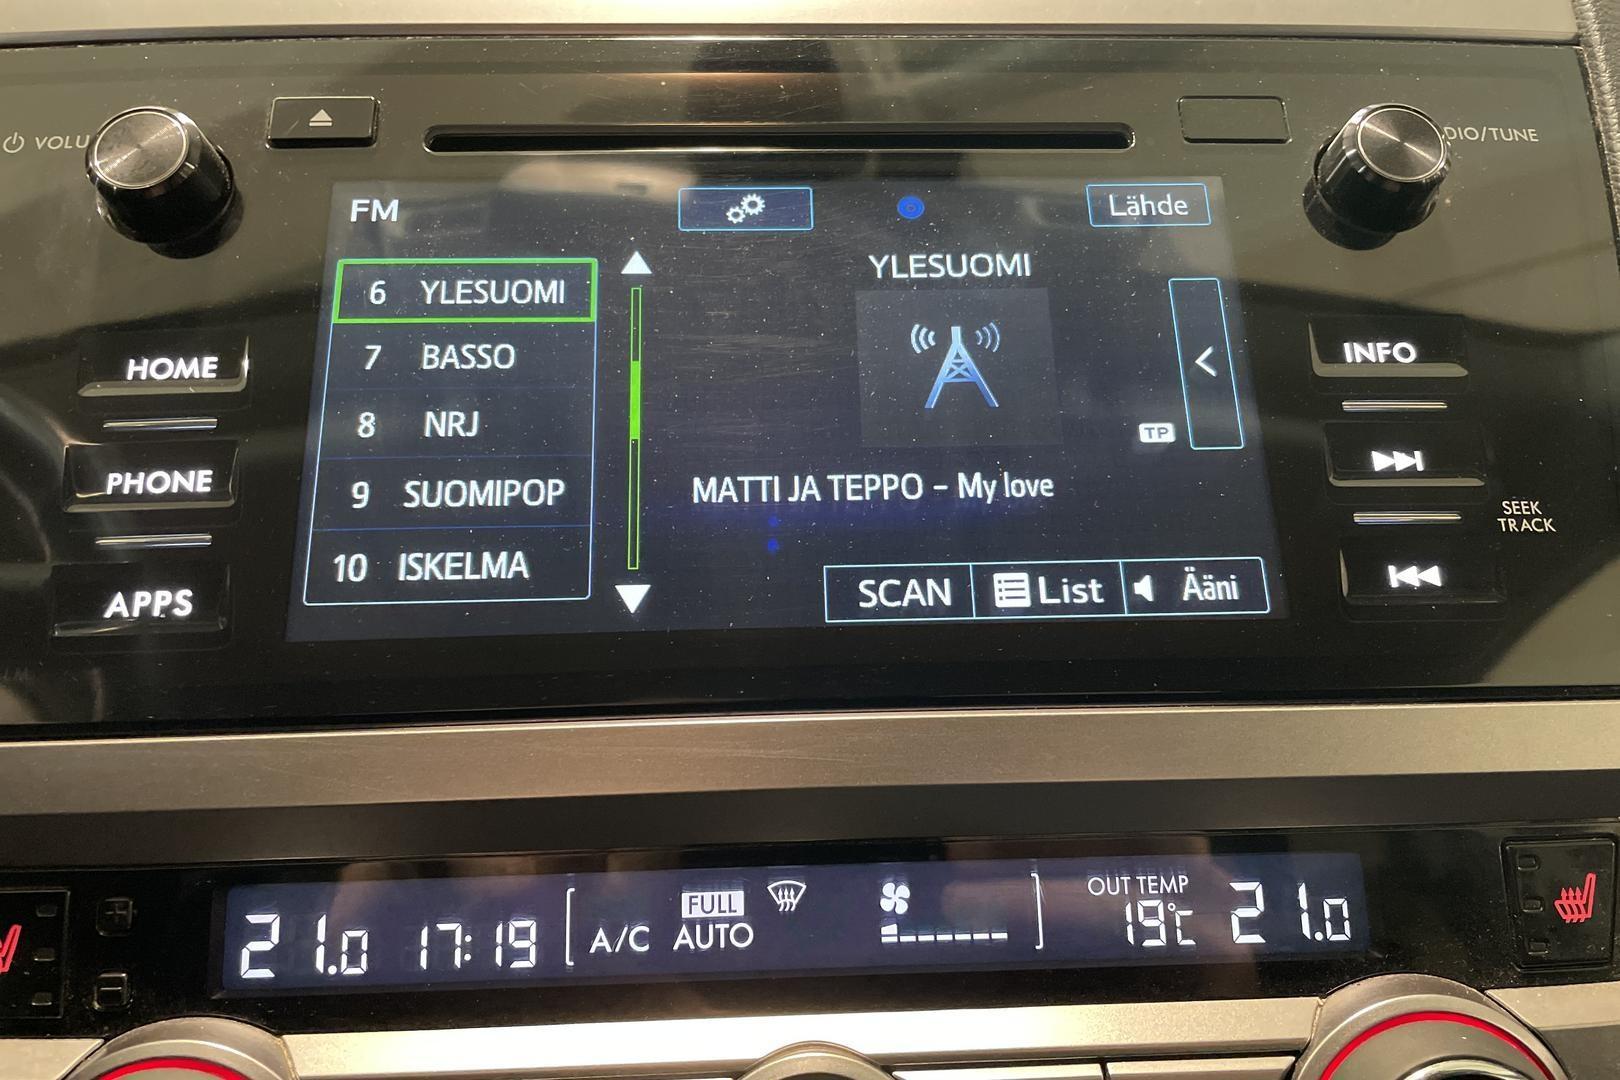 VOLU
DIO/TUNE
FM
Lähde
6 YLESUOMI
7 BASSO
8 NRJ
9 SUOMIPOP
10 ISKELMA
YLESUOMI
TP
MATTI JA TEPPO - My love
SCAN
List
Ääni
HOME
PHONE
APPS
INFO
SEEK
TRACK
21.0
17:19
A/C
FULL
AUTO
OUT TEMP
19°C
21.0